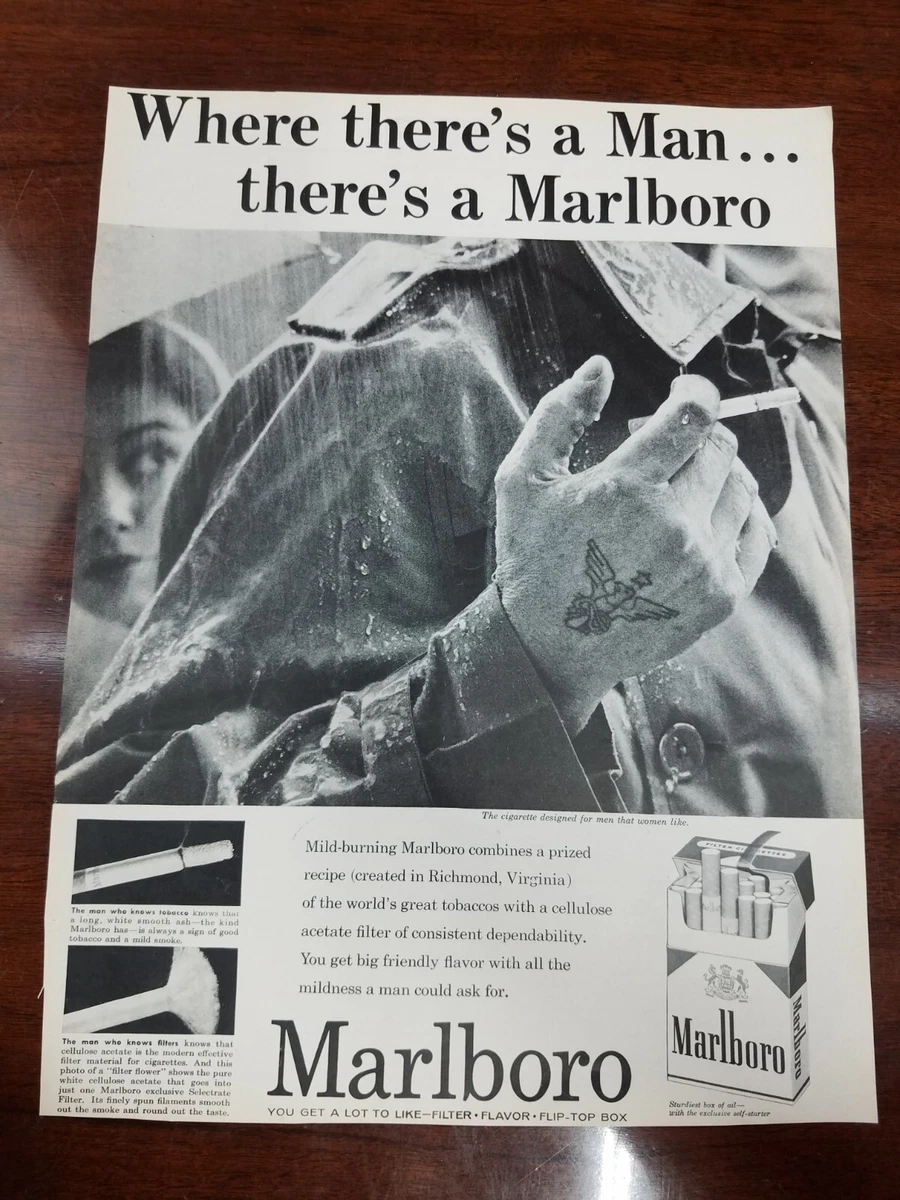 Where there's a Man...
there's a Marlboro
The cigarette designed for men that women like.
The man who knows tobacco knows that
a long, white smooth ash—the kind
Marlboro has—is always a sign of good
tobacco and a mild smoke.
The man who knows filters knows that
cellulose acetate is the modern effective
filter material for cigarettes. And this
photo of a "filter flower" shows the pure
white cellulose acetate that goes into
just one Marlboro exclusive Selectrate
Filter. Its finely spun filaments smooth
out the smoke and round out the taste.
Mild-burning Marlboro combines a prized
recipe (created in Richmond, Virginia)
of the world's great tobaccos with a cellulose
acetate filter of consistent dependability.
You get big friendly flavor with all the
mildness a man could ask for.
Marlboro
YOU GET A LOT TO LIKE—FILTER • FLAVOR • FLIP-TOP BOX
FILTER CIGARETTES
Marlboro
Marlboro
Sturdiest box of all—
with the exclusive self-starter